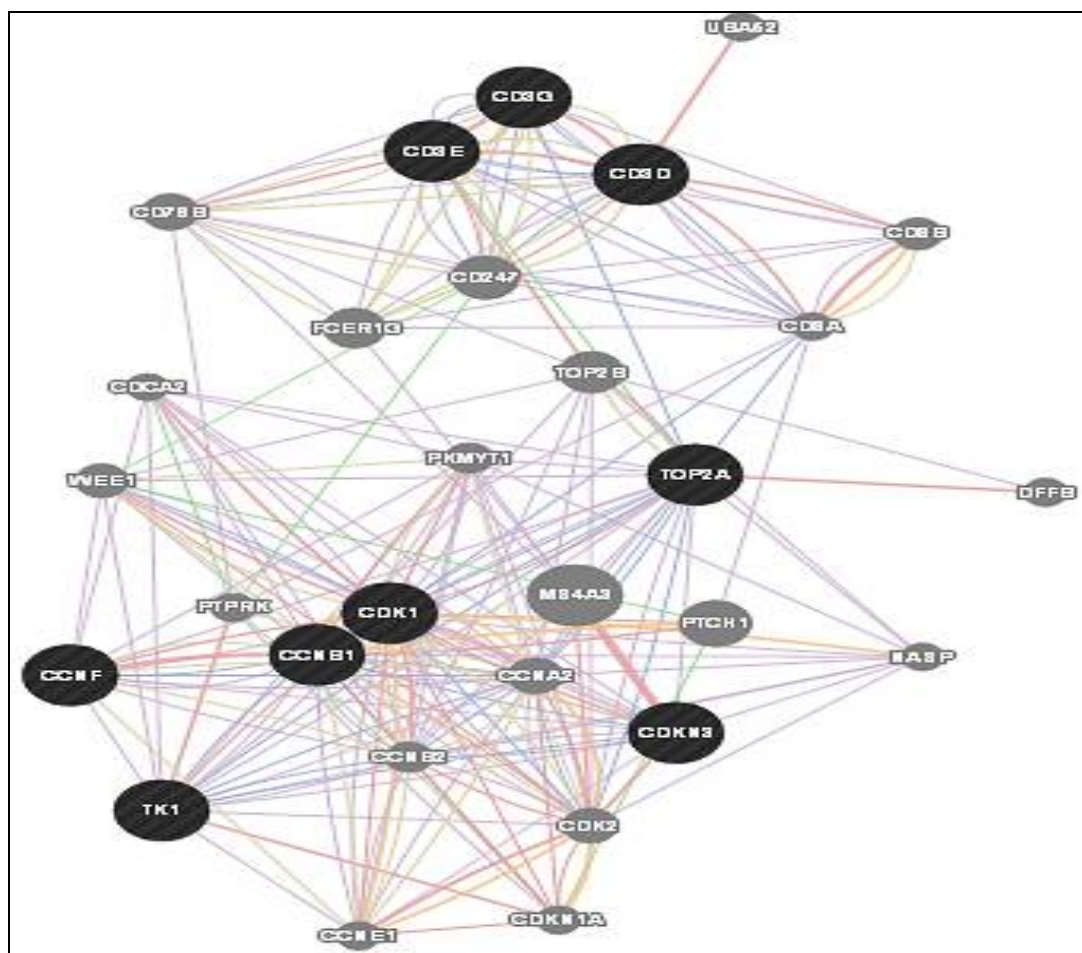 UBA52
CD3G
CD3E
CD3D
CD79B
CD8B
CD247
FCER1G
CD8A
TOP2B
CDCA2
PKMYT1
WEE1
TOP2A
DFFB
MS4A3
PTPRK
CDK1
PTCH1
CCNB1
NASP
CCNF
CCNA2
CDKN3
CCNB2
TK1
CDK2
CDKN1A
CCNE1